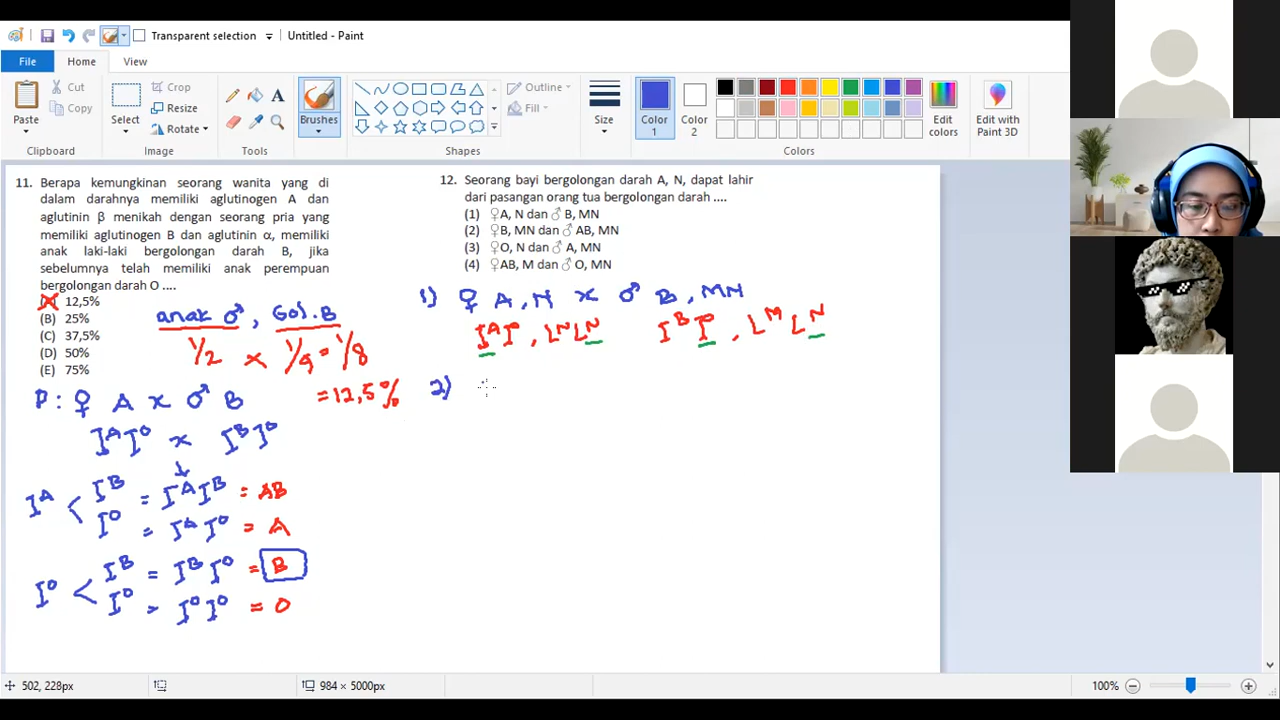 Transparent selection
Untitled - Paint
File
Home
View
Paste
Cut
Copy
Clipboard
Select
Crop
Resize
Rotate
Image
Tools
Brushes
Shapes
Outline
Fill
Size
Color 1
Color 2
Colors
Edit colors
Edit with Paint 3D
11. Berapa kemungkinan seorang wanita yang di
dalam darahnya memiliki aglutinogen A dan
aglutinin β menikah dengan seorang pria yang
memiliki aglutinogen B dan aglutinin α, memiliki
anak laki-laki bergolongan darah B, jika
sebelumnya telah memiliki anak perempuan
bergolongan darah O ....
(A) 12,5%
(B) 25%
(C) 37,5%
(D) 50%
(E) 75%
anak ♂, Gol. B
1/2 x 1/4 = 1/8
= 12,5%
P : ♀ A x ♂ B
I^A I^O x I^B I^O
I^A < I^B = I^A I^B = AB
I^O = I^A I^O = A
I^O < I^B = I^B I^O = B
I^O = I^O I^O = O
12. Seorang bayi bergolongan darah A, N, dapat lahir
dari pasangan orang tua bergolongan darah ....
(1) ♀A, N dan ♂ B, MN
(2) ♀B, MN dan ♂ AB, MN
(3) ♀O, N dan ♂ A, MN
(4) ♀AB, M dan ♂ O, MN
1) ♀ A, N x ♂ B, MN
I^A I^O, L^N L^N I^B I^O, L^M L^N
2)
502, 228px
984 × 5000px
100%